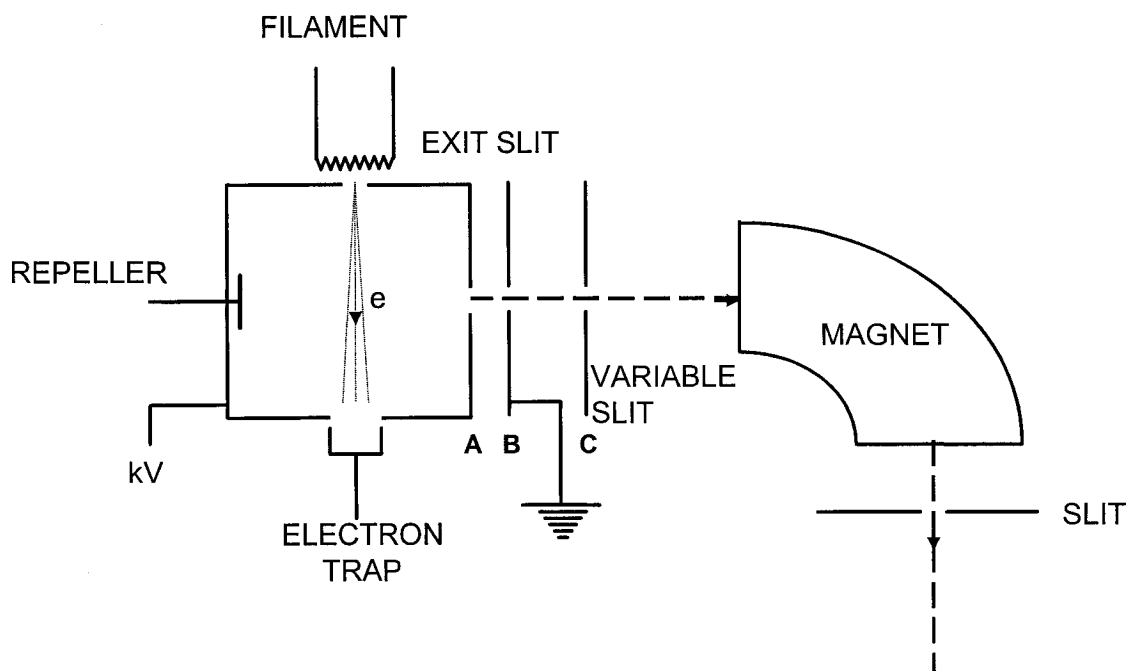 FILAMENT
EXIT SLIT
REPELLER
e
MAGNET
VARIABLE
SLIT
A B C
kV
ELECTRON
TRAP
SLIT